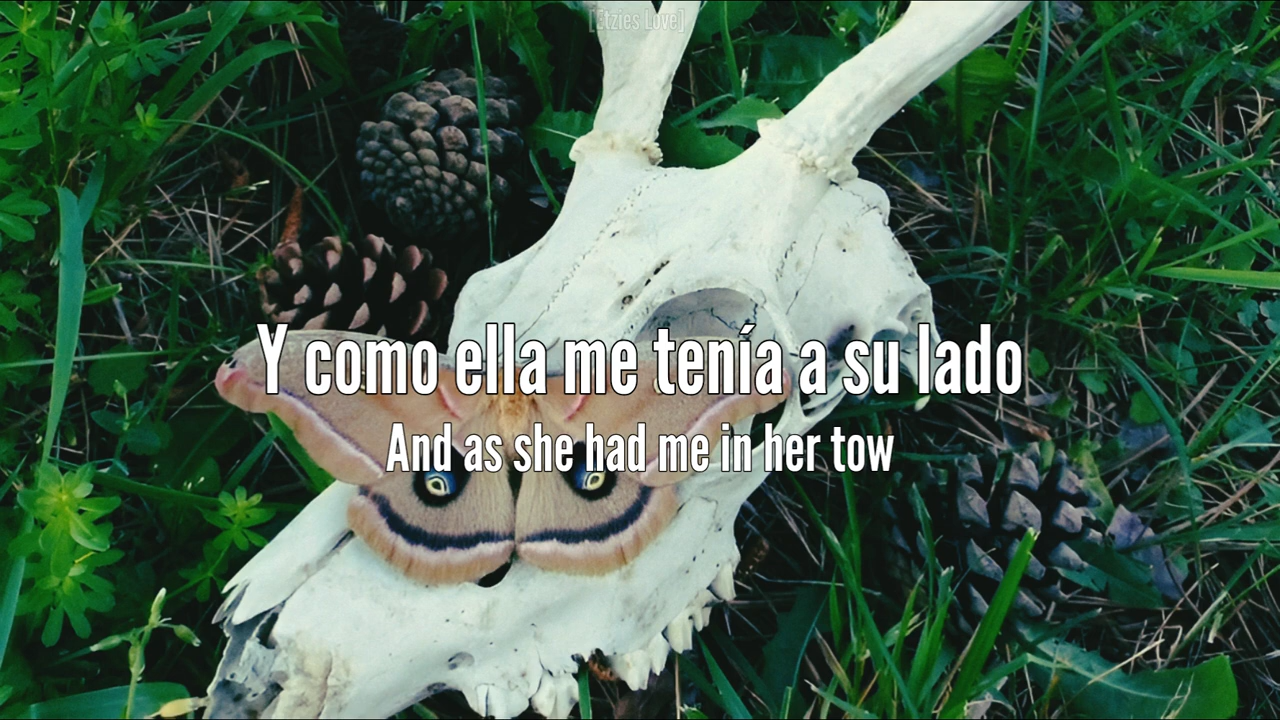 [Etzies Love]
Y como ella me tenía a su lado
And as she had me in her tow